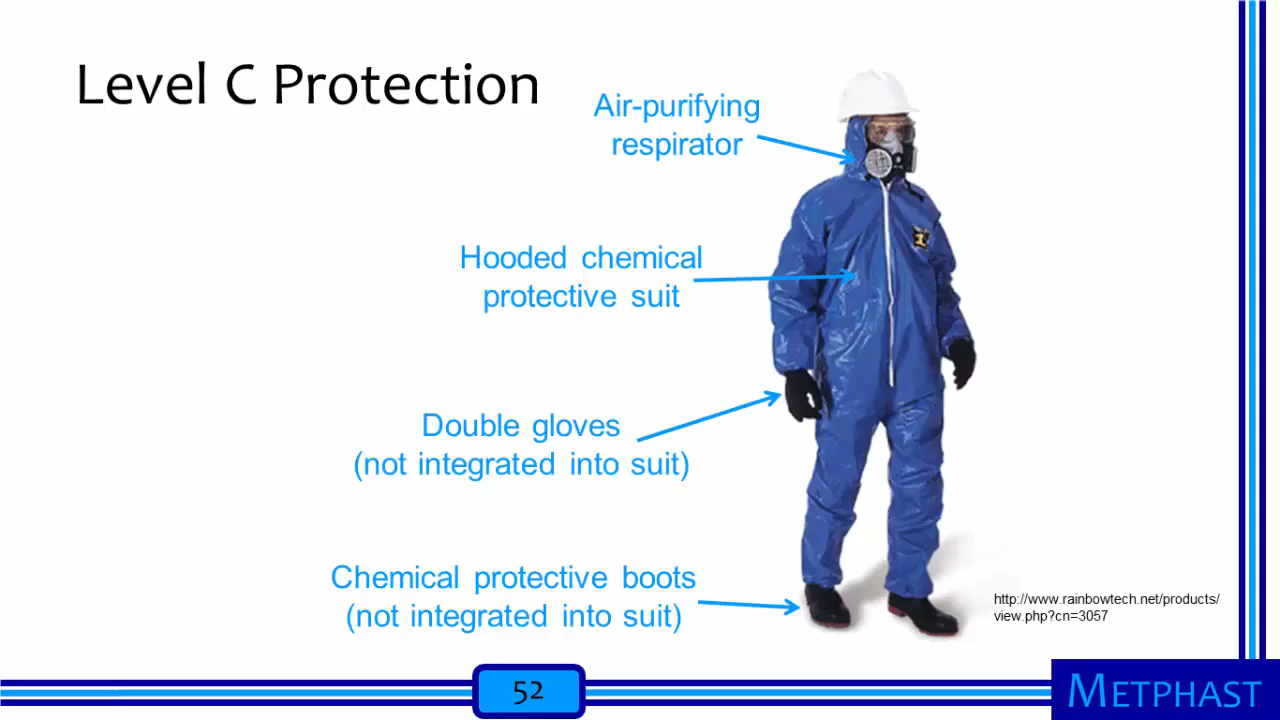 Level C Protection
Air-purifying
respirator
Hooded chemical
protective suit
Double gloves
(not integrated into suit)
Chemical protective boots
(not integrated into suit)
http://www.rainbowtech.net/products/
view.php?cn=3057
52
METPHAST